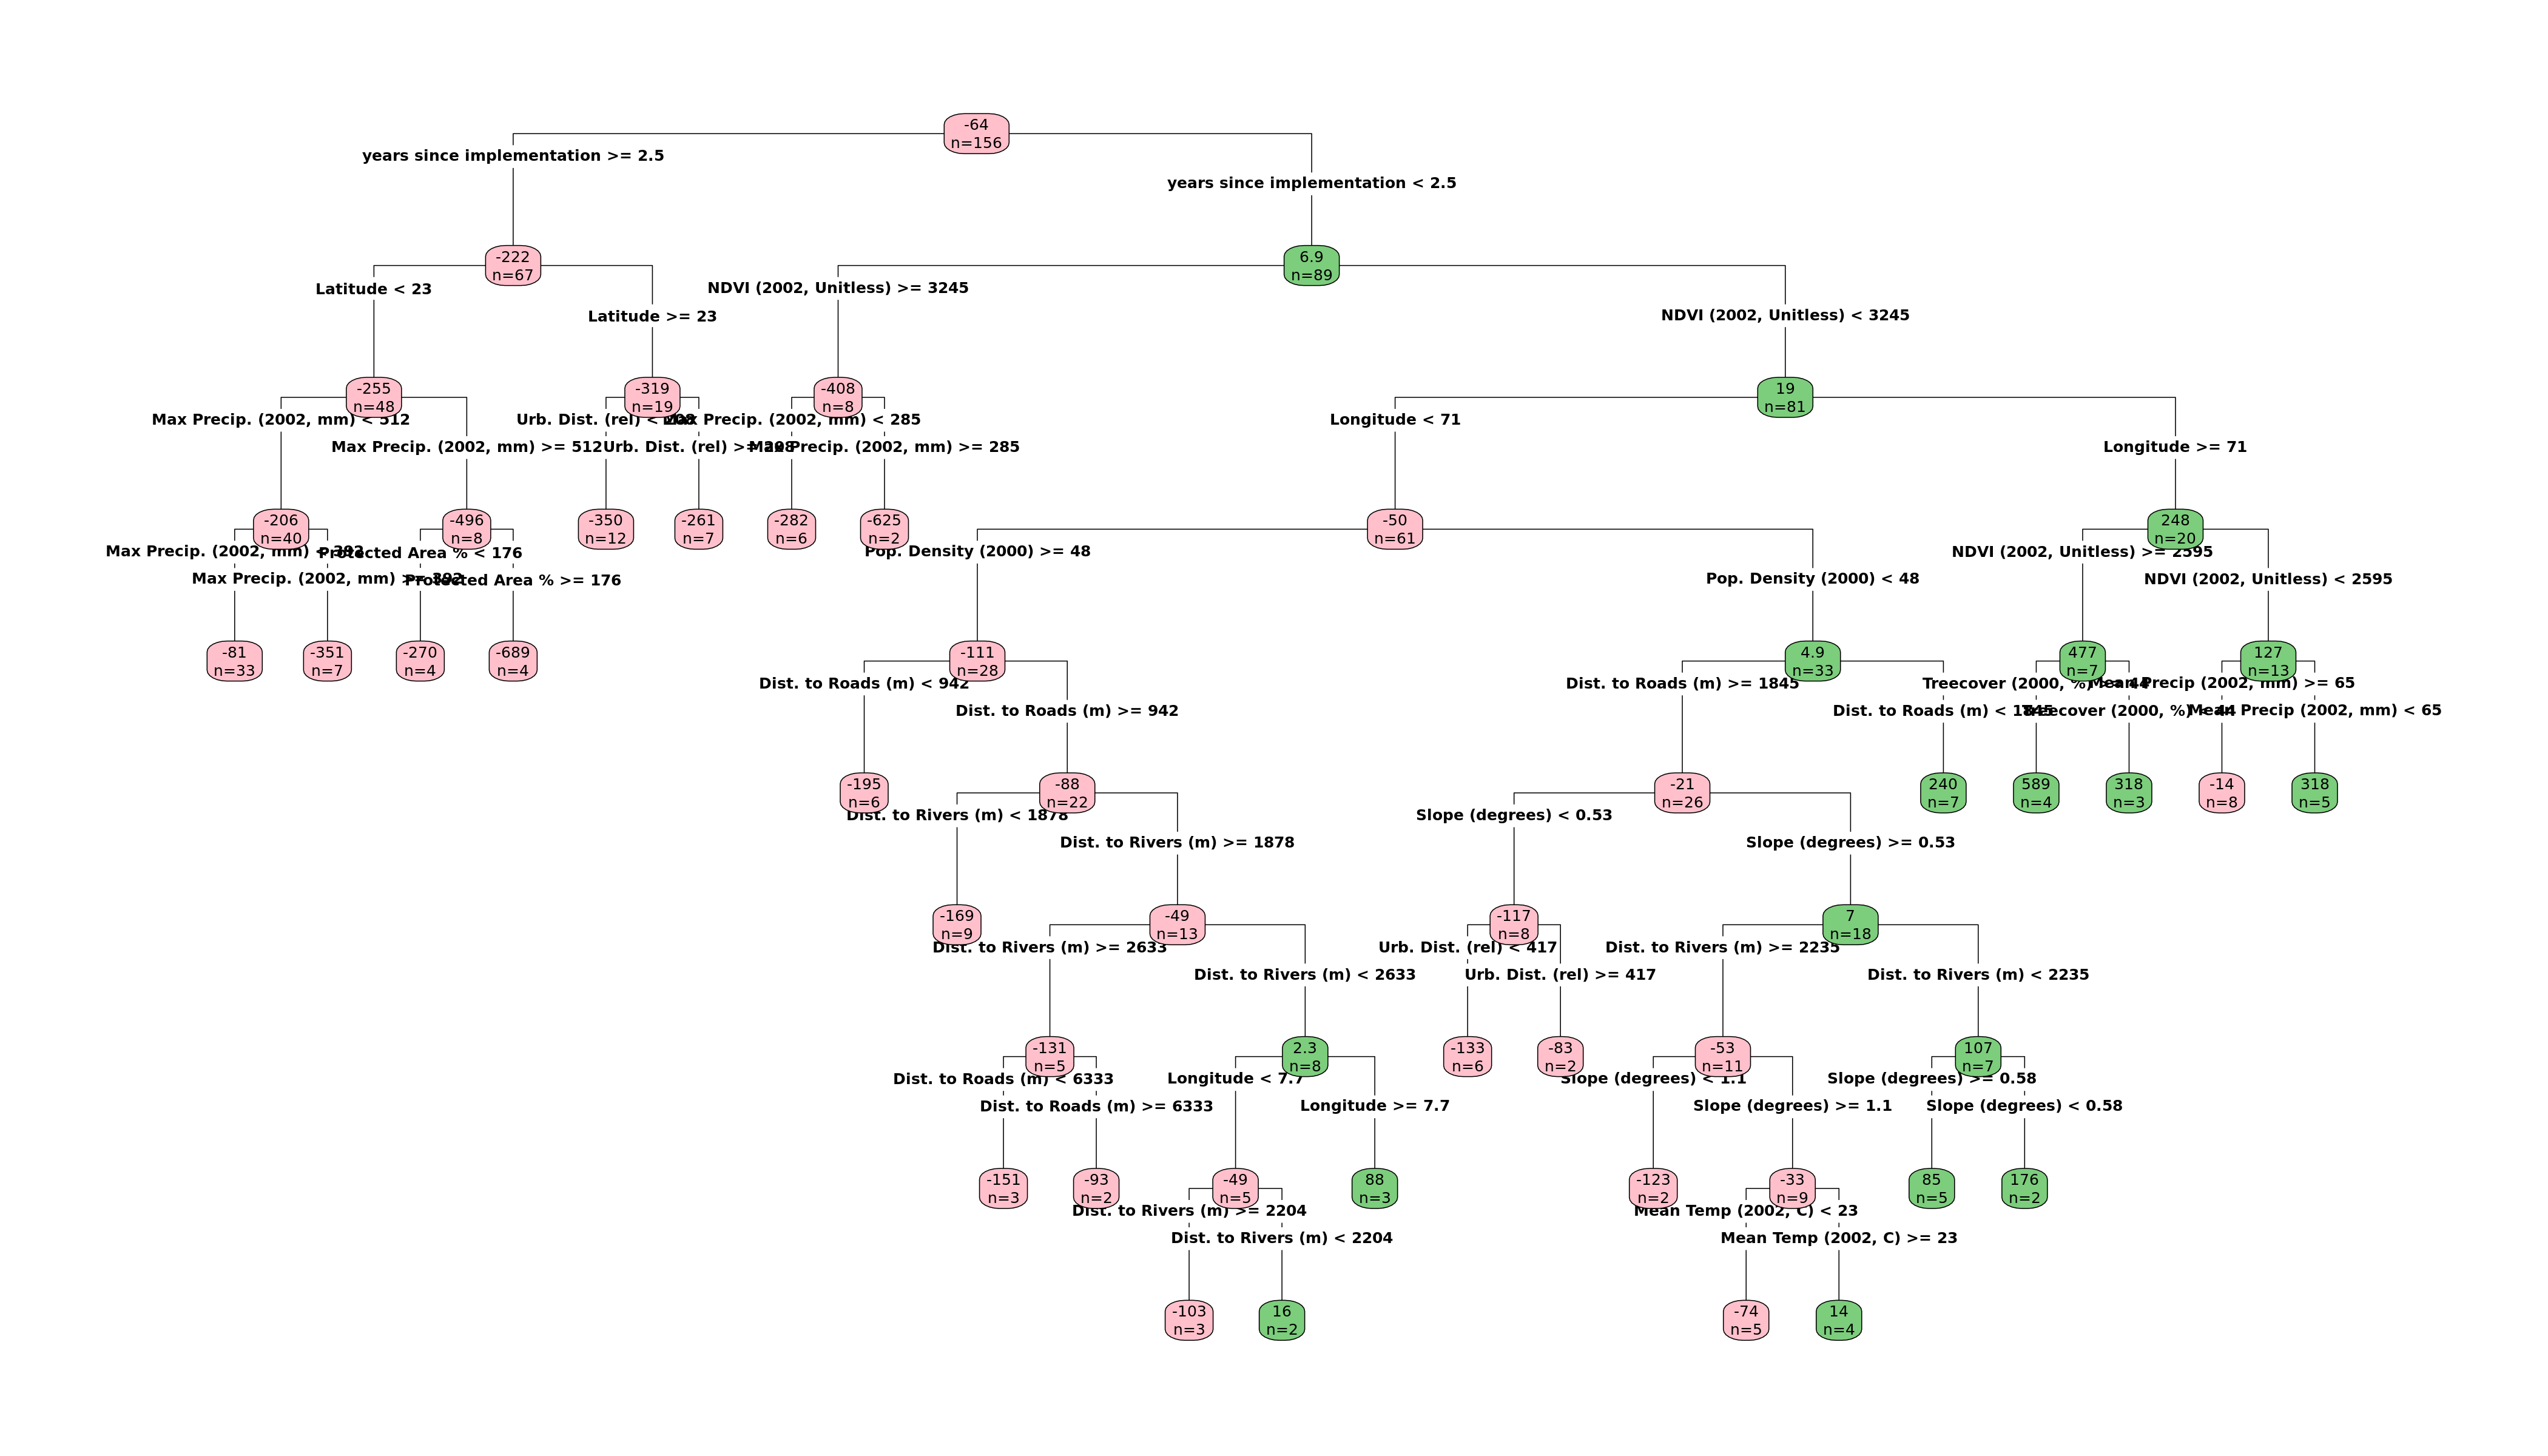 -64
n=156
years since implementation >= 2.5
years since implementation < 2.5
-222
n=67
6.9
n=89
Latitude < 23
Latitude >= 23
NDVI (2002, Unitless) >= 3245
NDVI (2002, Unitless) < 3245
-255
n=48
-319
n=19
-408
n=8
19
n=81
Max Precip. (2002, mm) < 512
Urb. Dist. (rel) < 208
Max Precip. (2002, mm) < 285
Longitude < 71
Max Precip. (2002, mm) >= 512
Urb. Dist. (rel) >= 208
Max Precip. (2002, mm) >= 285
Longitude >= 71
-206
n=40
-496
n=8
-350
n=12
-261
n=7
-282
n=6
-625
n=2
-50
n=61
248
n=20
Max Precip. (2002, mm) < 392
Protected Area % < 176
Pop. Density (2000) >= 48
NDVI (2002, Unitless) >= 2595
Max Precip. (2002, mm) >= 392
Protected Area % >= 176
Pop. Density (2000) < 48
NDVI (2002, Unitless) < 2595
-81
n=33
-351
n=7
-270
n=4
-689
n=4
-111
n=28
4.9
n=33
477
n=7
127
n=13
Dist. to Roads (m) < 942
Dist. to Roads (m) >= 1845
Treecover (2000, %) >= 44
Mean Precip (2002, mm) >= 65
Dist. to Roads (m) >= 942
Dist. to Roads (m) < 1845
Treecover (2000, %) < 44
Mean Precip (2002, mm) < 65
-195
n=6
-88
n=22
-21
n=26
240
n=7
589
n=4
318
n=3
-14
n=8
318
n=5
Dist. to Rivers (m) < 1878
Slope (degrees) < 0.53
Dist. to Rivers (m) >= 1878
Slope (degrees) >= 0.53
-169
n=9
-49
n=13
-117
n=8
7
n=18
Dist. to Rivers (m) >= 2633
Urb. Dist. (rel) < 417
Dist. to Rivers (m) >= 2235
Dist. to Rivers (m) < 2633
Urb. Dist. (rel) >= 417
Dist. to Rivers (m) < 2235
-131
n=5
2.3
n=8
-133
n=6
-83
n=2
-53
n=11
107
n=7
Dist. to Roads (m) < 6333
Longitude < 7.7
Slope (degrees) < 1.1
Slope (degrees) >= 0.58
Dist. to Roads (m) >= 6333
Longitude >= 7.7
Slope (degrees) >= 1.1
Slope (degrees) < 0.58
-151
n=3
-93
n=2
-49
n=5
88
n=3
-123
n=2
-33
n=9
85
n=5
176
n=2
Dist. to Rivers (m) >= 2204
Mean Temp (2002, C) < 23
Dist. to Rivers (m) < 2204
Mean Temp (2002, C) >= 23
-103
n=3
16
n=2
-74
n=5
14
n=4